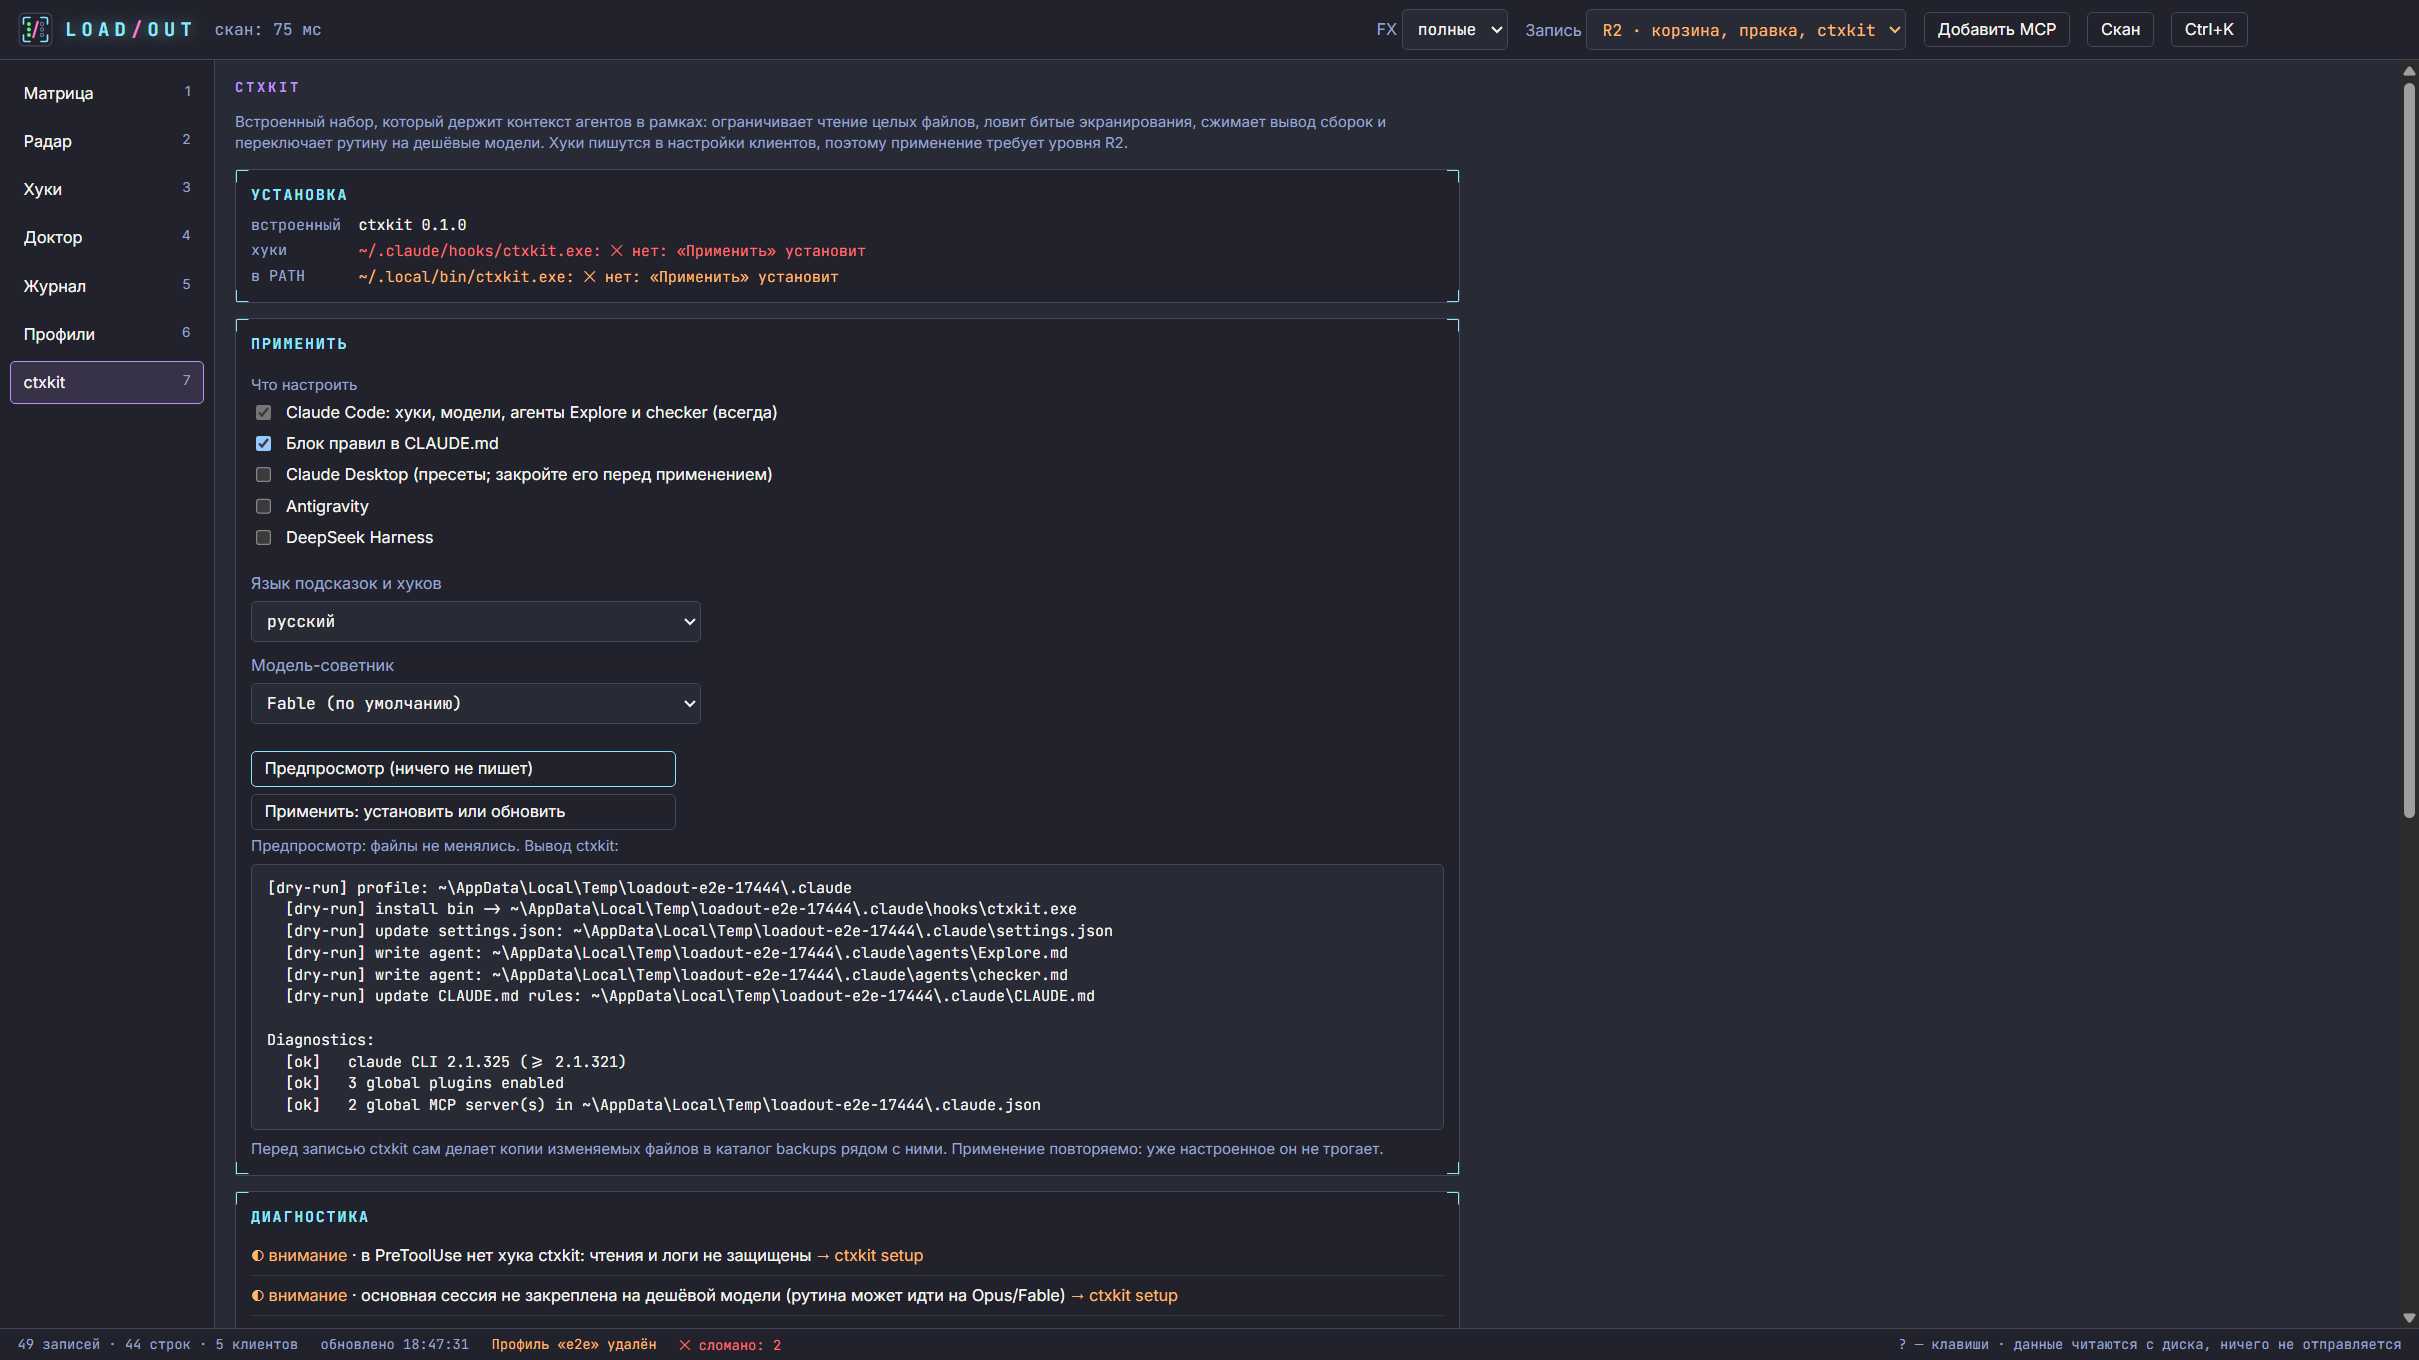 LOAD/OUT скан: 75 мс FX полные Запись R2 · корзина, правка, ctxkit Добавить MCP Скан Ctrl+K
Матрица 1
Радар 2
Хуки 3
Доктор 4
Журнал 5
Профили 6
ctxkit 7
CTXKIT
Встроенный набор, который держит контекст агентов в рамках: ограничивает чтение целых файлов, ловит битые экранирования, сжимает вывод сборок и
переключает рутину на дешёвые модели. Хуки пишутся в настройки клиентов, поэтому применение требует уровня R2.
УСТАНОВКА
встроенный ctxkit 0.1.0
хуки ~/.claude/hooks/ctxkit.exe: ✕ нет: «Применить» установит
в PATH ~/.local/bin/ctxkit.exe: ✕ нет: «Применить» установит
ПРИМЕНИТЬ
Что настроить
Claude Code: хуки, модели, агенты Explore и checker (всегда)
Блок правил в CLAUDE.md
Claude Desktop (пресеты; закройте его перед применением)
Antigravity
DeepSeek Harness
Язык подсказок и хуков
русский
Модель-советник
Fable (по умолчанию)
Предпросмотр (ничего не пишет)
Применить: установить или обновить
Предпросмотр: файлы не менялись. Вывод ctxkit:
[dry-run] profile: ~\AppData\Local\Temp\loadout-e2e-17444\.claude
[dry-run] install bin -> ~\AppData\Local\Temp\loadout-e2e-17444\.claude\hooks\ctxkit.exe
[dry-run] update settings.json: ~\AppData\Local\Temp\loadout-e2e-17444\.claude\settings.json
[dry-run] write agent: ~\AppData\Local\Temp\loadout-e2e-17444\.claude\agents\Explore.md
[dry-run] write agent: ~\AppData\Local\Temp\loadout-e2e-17444\.claude\agents\checker.md
[dry-run] update CLAUDE.md rules: ~\AppData\Local\Temp\loadout-e2e-17444\.claude\CLAUDE.md
Diagnostics:
[ok] claude CLI 2.1.325 (>= 2.1.321)
[ok] 3 global plugins enabled
[ok] 2 global MCP server(s) in ~\AppData\Local\Temp\loadout-e2e-17444\.claude.json
Перед записью ctxkit сам делает копии изменяемых файлов в каталог backups рядом с ними. Применение повторяемо: уже настроенное он не трогает.
ДИАГНОСТИКА
◐ внимание · в PreToolUse нет хука ctxkit: чтения и логи не защищены → ctxkit setup
◐ внимание · основная сессия не закреплена на дешёвой модели (рутина может идти на Opus/Fable) → ctxkit setup
49 записей · 44 строк · 5 клиентов обновлено 18:47:31 Профиль «e2e» удалён ✕ сломано: 2 ? — клавиши · данные читаются с диска, ничего не отправляется